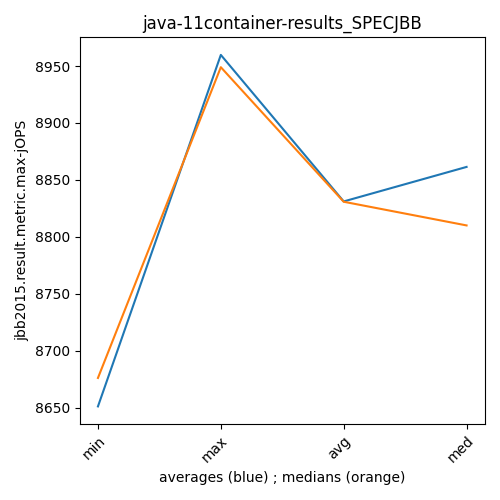 java-11container-results_SPECJBB
jbb2015.result.metric.max-jOPS
8950
8900
8850
8800
8750
8700
8650
min
max
avg
med
averages (blue) ; medians (orange)